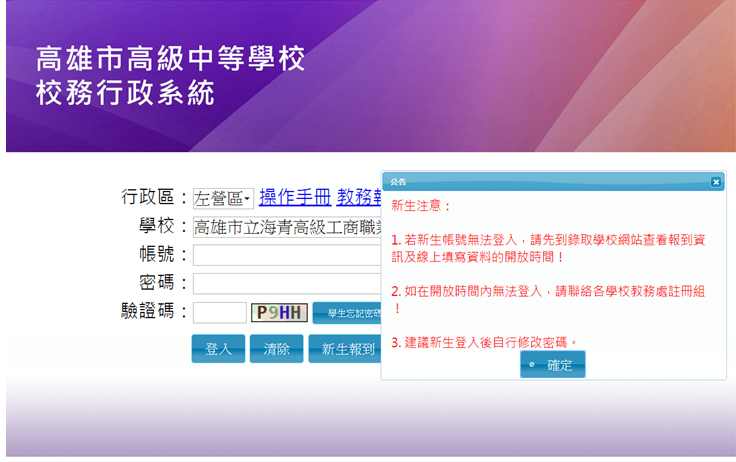 高雄市高級中等學校
校務行政系統
行政區：左營區 操作手冊 教務
學校：高雄市立海青高級工商職
帳號：
密碼：
驗證碼： P9HH 學生忘記密碼
登入 清除 新生報到
公告
新生注意：
1. 若新生帳號無法登入，請先到錄取學校網站查看報到資
訊及線上填寫資料的開放時間！
2. 如在開放時間內無法登入，請聯絡各學校教務處註冊組
！
3. 建議新生登入後自行修改密碼。
確定